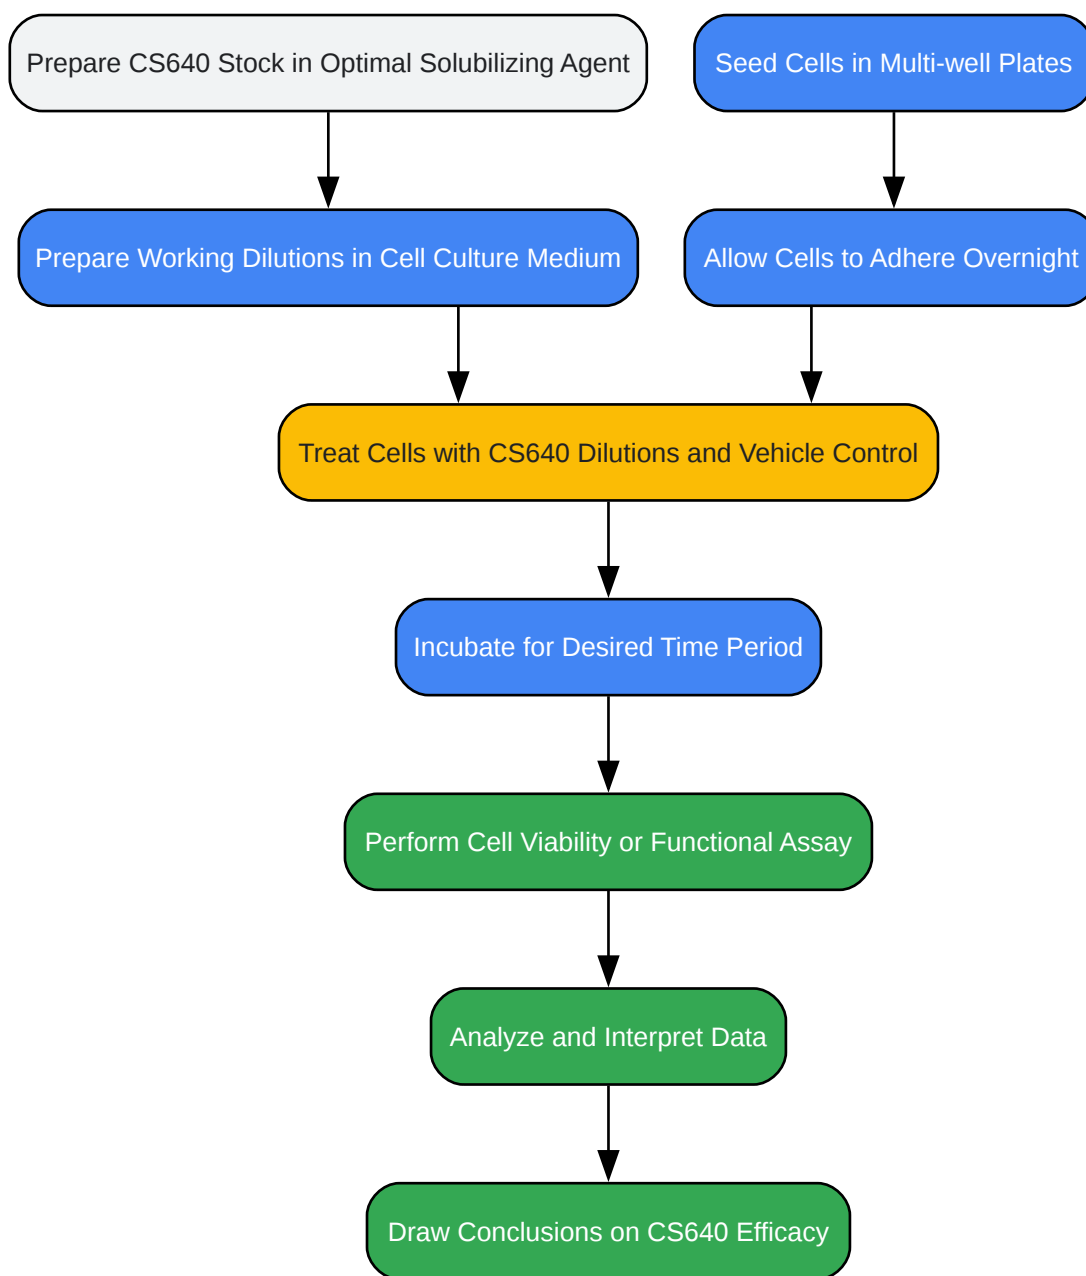 Prepare CS640 Stock in Optimal Solubilizing Agent
Seed Cells in Multi-well Plates
Prepare Working Dilutions in Cell Culture Medium
Allow Cells to Adhere Overnight
Treat Cells with CS640 Dilutions and Vehicle Control
Incubate for Desired Time Period
Perform Cell Viability or Functional Assay
Analyze and Interpret Data
Draw Conclusions on CS640 Efficacy